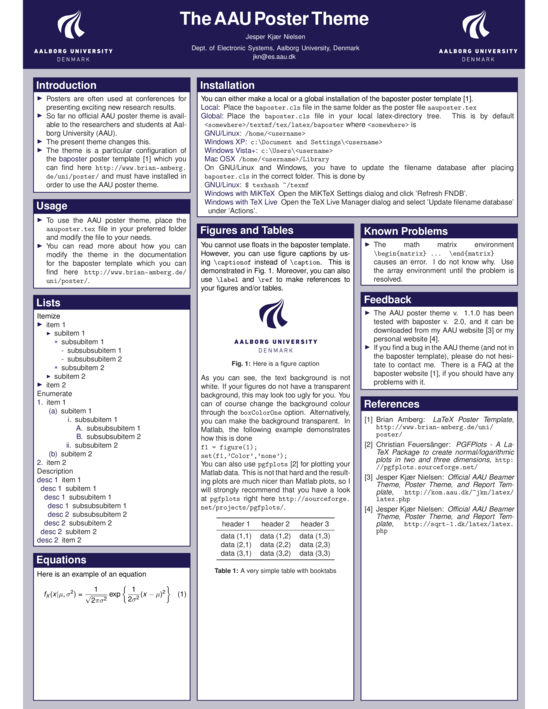 The AAU Poster Theme
Jesper Kjær Nielsen
Dept. of Electronic Systems, Aalborg University, Denmark
jkn@es.aau.dk
AALBORG UNIVERSITY
DENMARK
AALBORG UNIVERSITY
DENMARK
Introduction
► Posters are often used at conferences for
presenting exciting new research results.
► So far no official AAU poster theme is avail-
able to the researchers and students at Aal-
borg University (AAU).
► The present theme changes this.
► The theme is a particular configuration of
the baposter poster template [1] which you
can find here http://www.brian-amberg.
de/uni/poster/ and must have installed in
order to use the AAU poster theme.
Usage
► To use the AAU poster theme, place the
aauposter.tex file in your preferred folder
and modify the file to your needs.
► You can read more about how you can
modify the theme in the documentation
for the baposter template which you can
find here http://www.brian-amberg.de/
uni/poster/.
Lists
Itemize
► item 1
► subitem 1
∗ subsubitem 1
- subsubsubitem 1
- subsubsubitem 2
∗ subsubitem 2
► subitem 2
► item 2
Enumerate
1. item 1
(a) subitem 1
i. subsubitem 1
A. subsubsubitem 1
B. subsubsubitem 2
ii. subsubitem 2
(b) subitem 2
2. item 2
Description
desc 1 item 1
desc 1 subitem 1
desc 1 subsubitem 1
desc 1 subsubsubitem 1
desc 2 subsubsubitem 2
desc 2 subsubitem 2
desc 2 subitem 2
desc 2 item 2
Equations
Here is an example of an equation
f_X(x|μ, σ²) = 1/√(2πσ²) exp { 1/(2σ²) (x − μ)² } (1)
Installation
You can either make a local or a global installation of the baposter poster template [1].
Local: Place the baposter.cls file in the same folder as the poster file aauposter.tex
Global: Place the baposter.cls file in your local latex-directory tree. This is by default
<somewhere>/textmf/tex/latex/baposter where <somewhere> is
GNU/Linux: /home/<username>
Windows XP: c:\Document and Settings\<username>
Windows Vista+: c:\Users\<username>
Mac OSX /home/<username>/Library
On GNU/Linux and Windows, you have to update the filename database after placing
baposter.cls in the correct folder. This is done by
GNU/Linux: $ texhash ~/texmf
Windows with MiKTeX Open the MiKTeX Settings dialog and click 'Refresh FNDB'.
Windows with TeX Live Open the TeX Live Manager dialog and select 'Update filename database'
under 'Actions'.
Figures and Tables
You cannot use floats in the baposter template.
However, you can use figure captions by us-
ing \captionof instead of \caption. This is
demonstrated in Fig. 1. Moreover, you can also
use \label and \ref to make references to
your figures and/or tables.
AALBORG UNIVERSITY
DENMARK
Fig. 1: Here is a figure caption
As you can see, the text background is not
white. If your figures do not have a transparent
background, this may look too ugly for you. You
can of course change the background colour
through the boxColorOne option. Alternatively,
you can make the background transparent. In
Matlab, the following example demonstrates
how this is done
f1 = figure(1);
set(f1,'Color','none');
You can also use pgfplots [2] for plotting your
Matlab data. This is not that hard and the result-
ing plots are much nicer than Matlab plots, so I
will strongly recommend that you have a look
at pgfplots right here http://sourceforge.
net/projects/pgfplots/.
header 1 header 2 header 3
data (1,1) data (1,2) data (1,3)
data (2,1) data (2,2) data (2,3)
data (3,1) data (3,2) data (3,3)
Table 1: A very simple table with booktabs
Known Problems
► The math matrix environment
\begin{matrix} ... \end{matrix}
causes an error. I do not know why. Use
the array environment until the problem is
resolved.
Feedback
► The AAU poster theme v. 1.1.0 has been
tested with baposter v. 2.0, and it can be
downloaded from my AAU website [3] or my
personal website [4].
► If you find a bug in the AAU theme (and not in
the baposter template), please do not hesi-
tate to contact me. There is a FAQ at the
baposter website [1], if you should have any
problems with it.
References
[1] Brian Amberg: LaTeX Poster Template,
http://www.brian-amberg.de/uni/
poster/
[2] Christian Feuersänger: PGFPlots - A La-
TeX Package to create normal/logarithmic
plots in two and three dimensions, http:
//pgfplots.sourceforge.net/
[3] Jesper Kjær Nielsen: Official AAU Beamer
Theme, Poster Theme, and Report Tem-
plate, http://kom.aau.dk/~jkn/latex/
latex.php
[4] Jesper Kjær Nielsen: Official AAU Beamer
Theme, Poster Theme, and Report Tem-
plate, http://sqrt-1.dk/latex/latex.
php